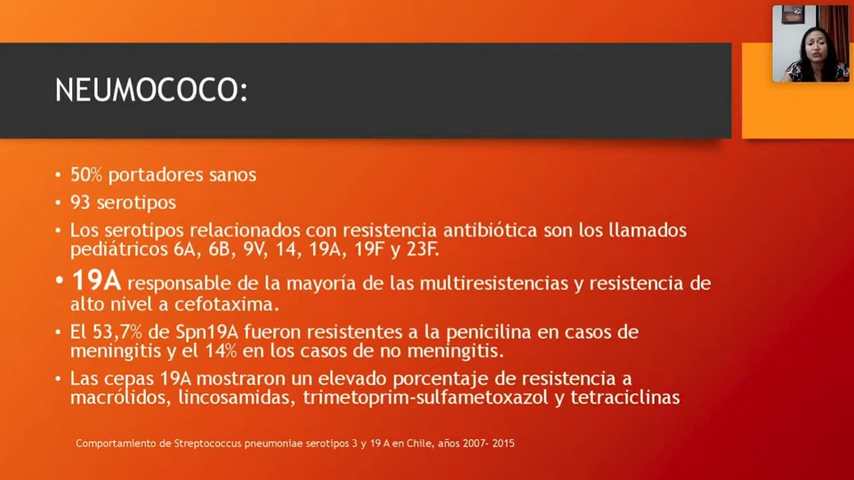 NEUMOCOCO:
• 50% portadores sanos
• 93 serotipos
• Los serotipos relacionados con resistencia antibiótica son los llamados
pediátricos 6A, 6B, 9V, 14, 19A, 19F y 23F.
• 19A responsable de la mayoría de las multiresistencias y resistencia de
alto nivel a cefotaxima.
• El 53,7% de Spn19A fueron resistentes a la penicilina en casos de
meningitis y el 14% en los casos de no meningitis.
• Las cepas 19A mostraron un elevado porcentaje de resistencia a
macrólidos, lincosamidas, trimetoprim-sulfametoxazol y tetraciclinas
Comportamiento de Streptococcus pneumoniae serotipos 3 y 19 A en Chile, años 2007- 2015